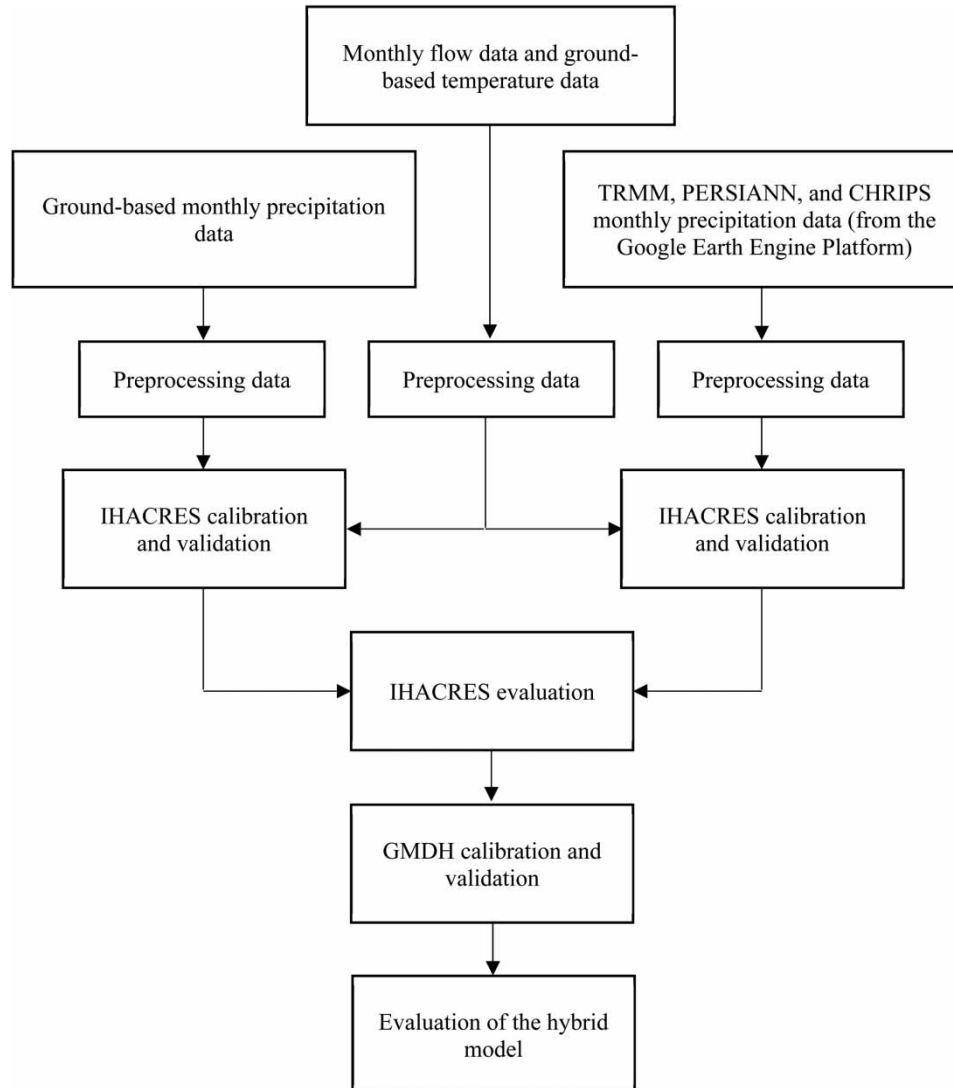 Monthly flow data and ground-
based temperature data
Ground-based monthly precipitation
data
TRMM, PERSIANN, and CHRIPS
monthly precipitation data (from the
Google Earth Engine Platform)
Preprocessing data
Preprocessing data
Preprocessing data
IHACRES calibration
and validation
IHACRES calibration
and validation
IHACRES evaluation
GMDH calibration and
validation
Evaluation of the hybrid
model